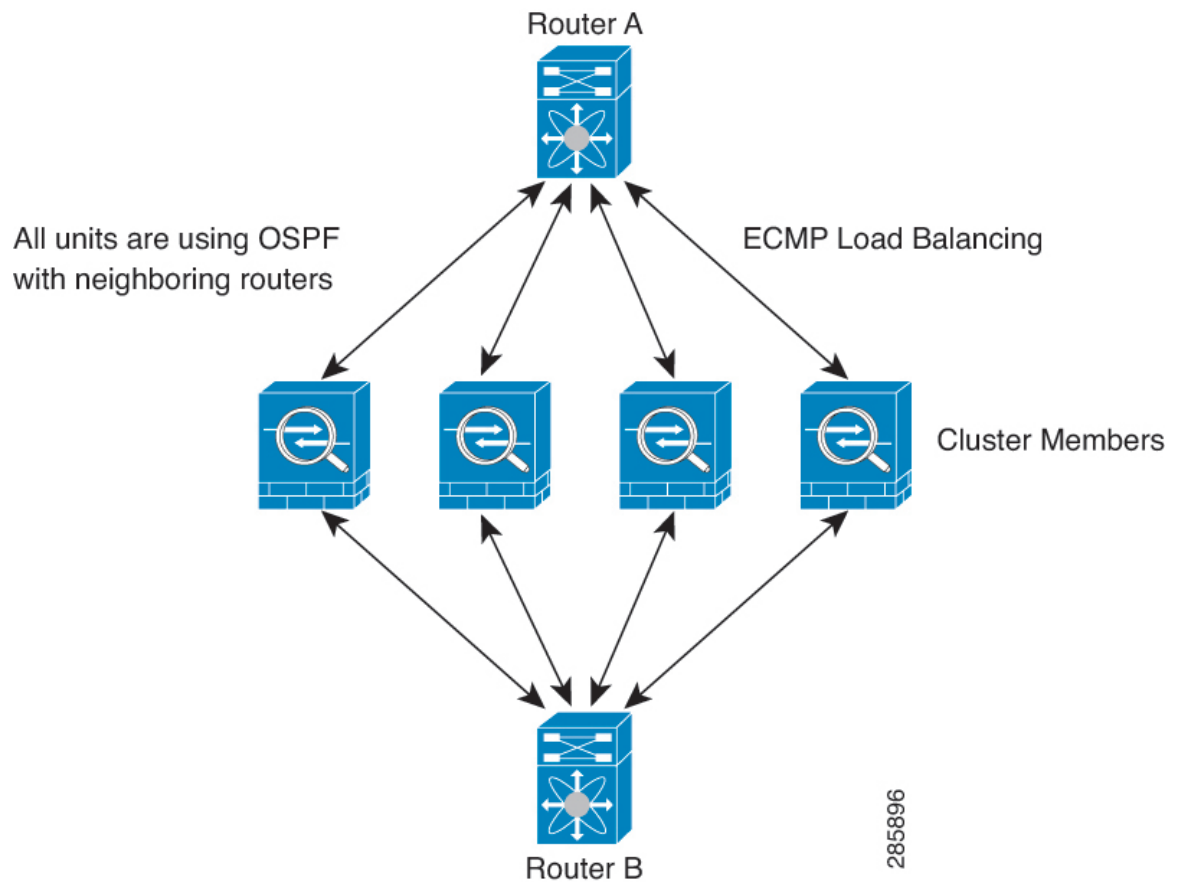 Router A
All units are using OSPF
with neighboring routers
ECMP Load Balancing
Cluster Members
Router B
285896